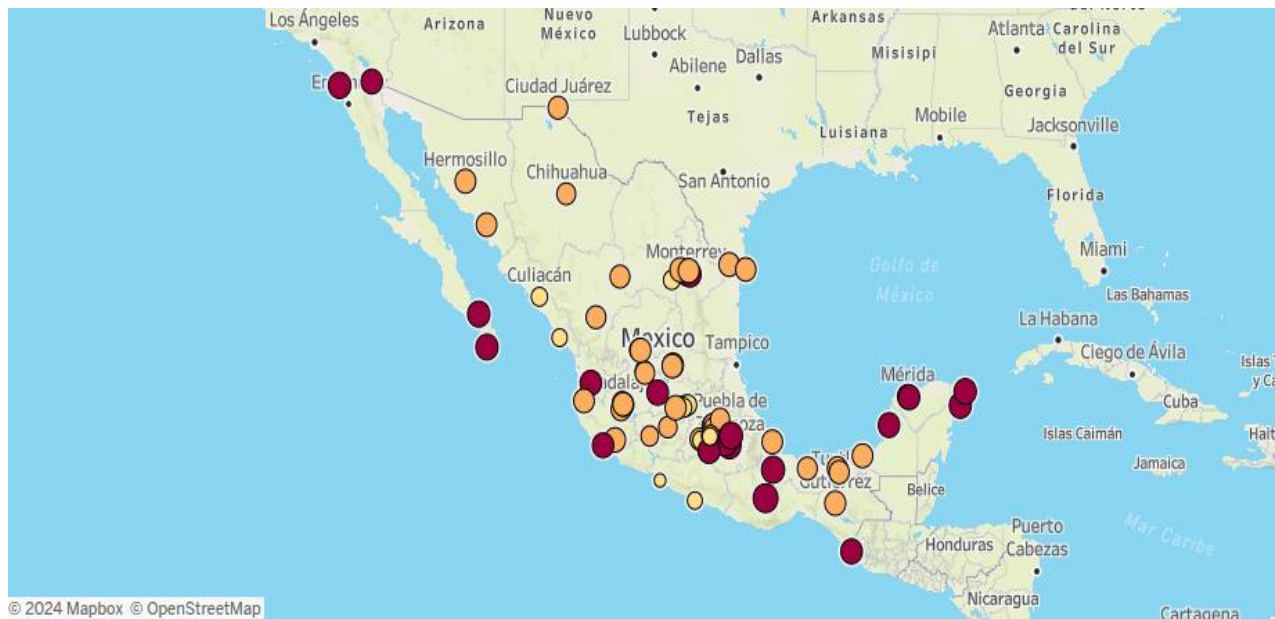 Los Ángeles
Arizona
Nuevo
México
Lubbock
Arkansas
Atlanta
Carolina
del Sur
Abilene
Dallas
Misisipi
Ciudad Juárez
Tejas
Georgia
Luisiana
Mobile
Jacksonville
Hermosillo
Chihuahua
San Antonio
Florida
Monterrey
Miami
Culiacán
Golfo de
México
Las Bahamas
La Habana
Mexico
Tampico
Ciego de Ávila
Islas
y Ca
Mérida
Puebla de
Cuba
Islas Caimán
Hait
Jamaica
Gutiérrez
Belice
Mar Caribe
Puerto
Cabezas
Honduras
Nicaragua
Cartagena
© 2024 Mapbox © OpenStreetMap